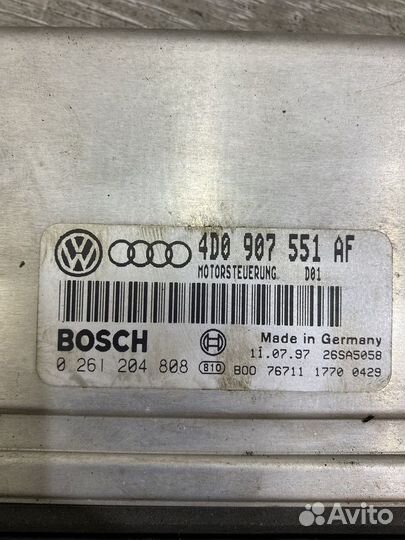 4D0 907 551 AF
MOTORSTEUERUNG D01
BOSCH
Made in Germany
11.07.97 26SA5058
0 261 204 808 810 B00 76711 1770 0429
Avito